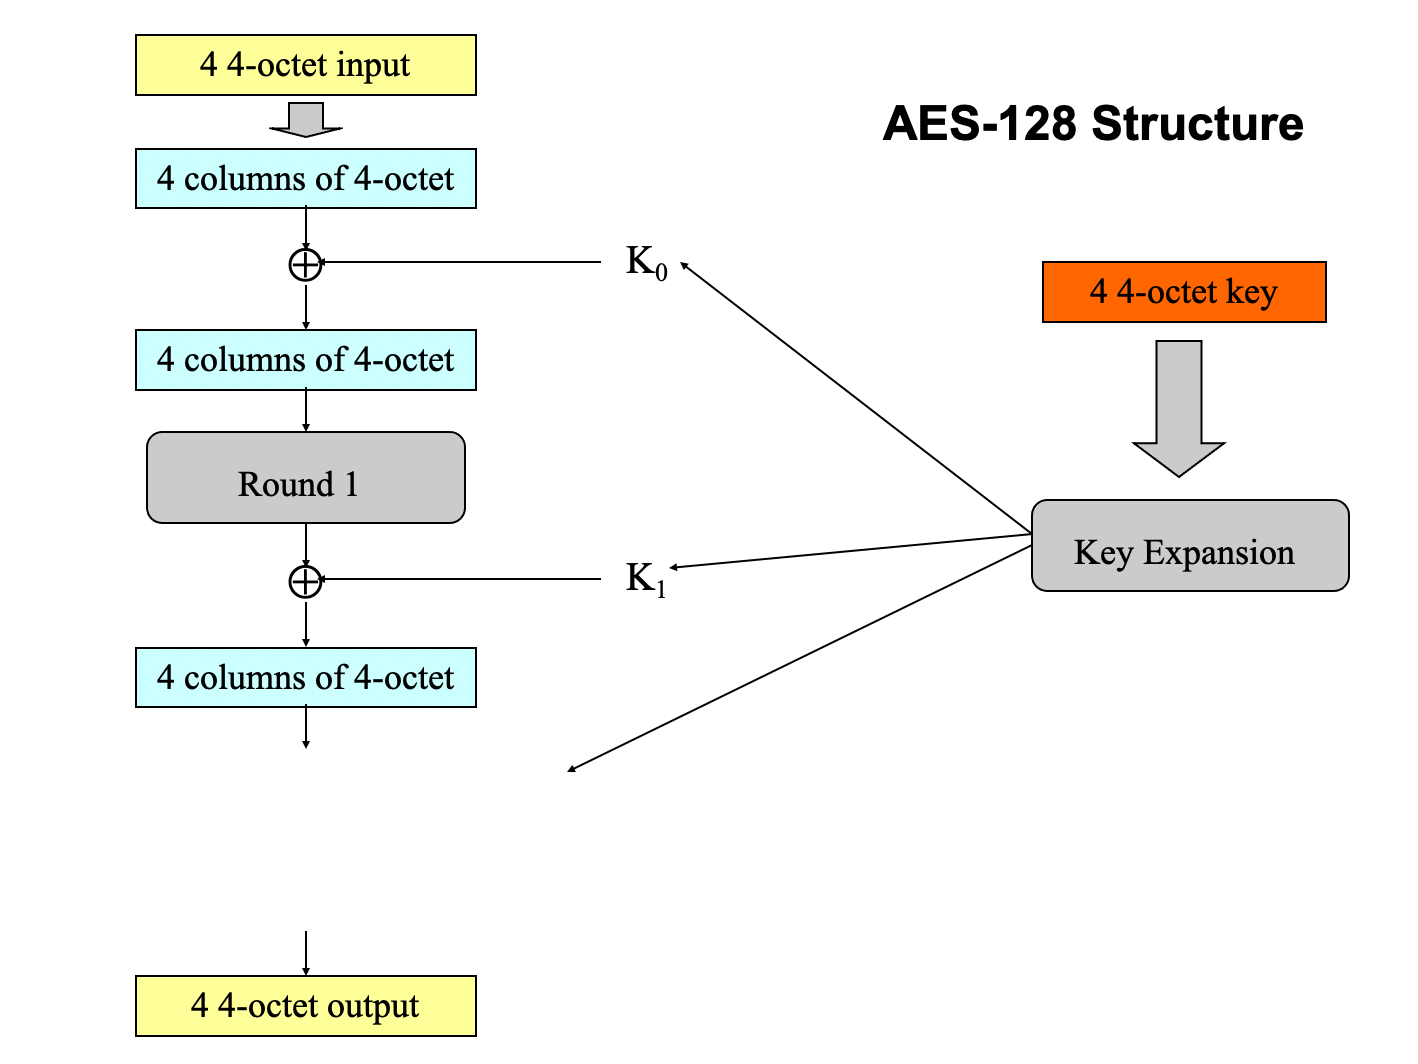 4 4-octet input
AES-128 Structure
4 columns of 4-octet
K0
4 4-octet key
4 columns of 4-octet
Round 1
Key Expansion
K1
4 columns of 4-octet
4 4-octet output